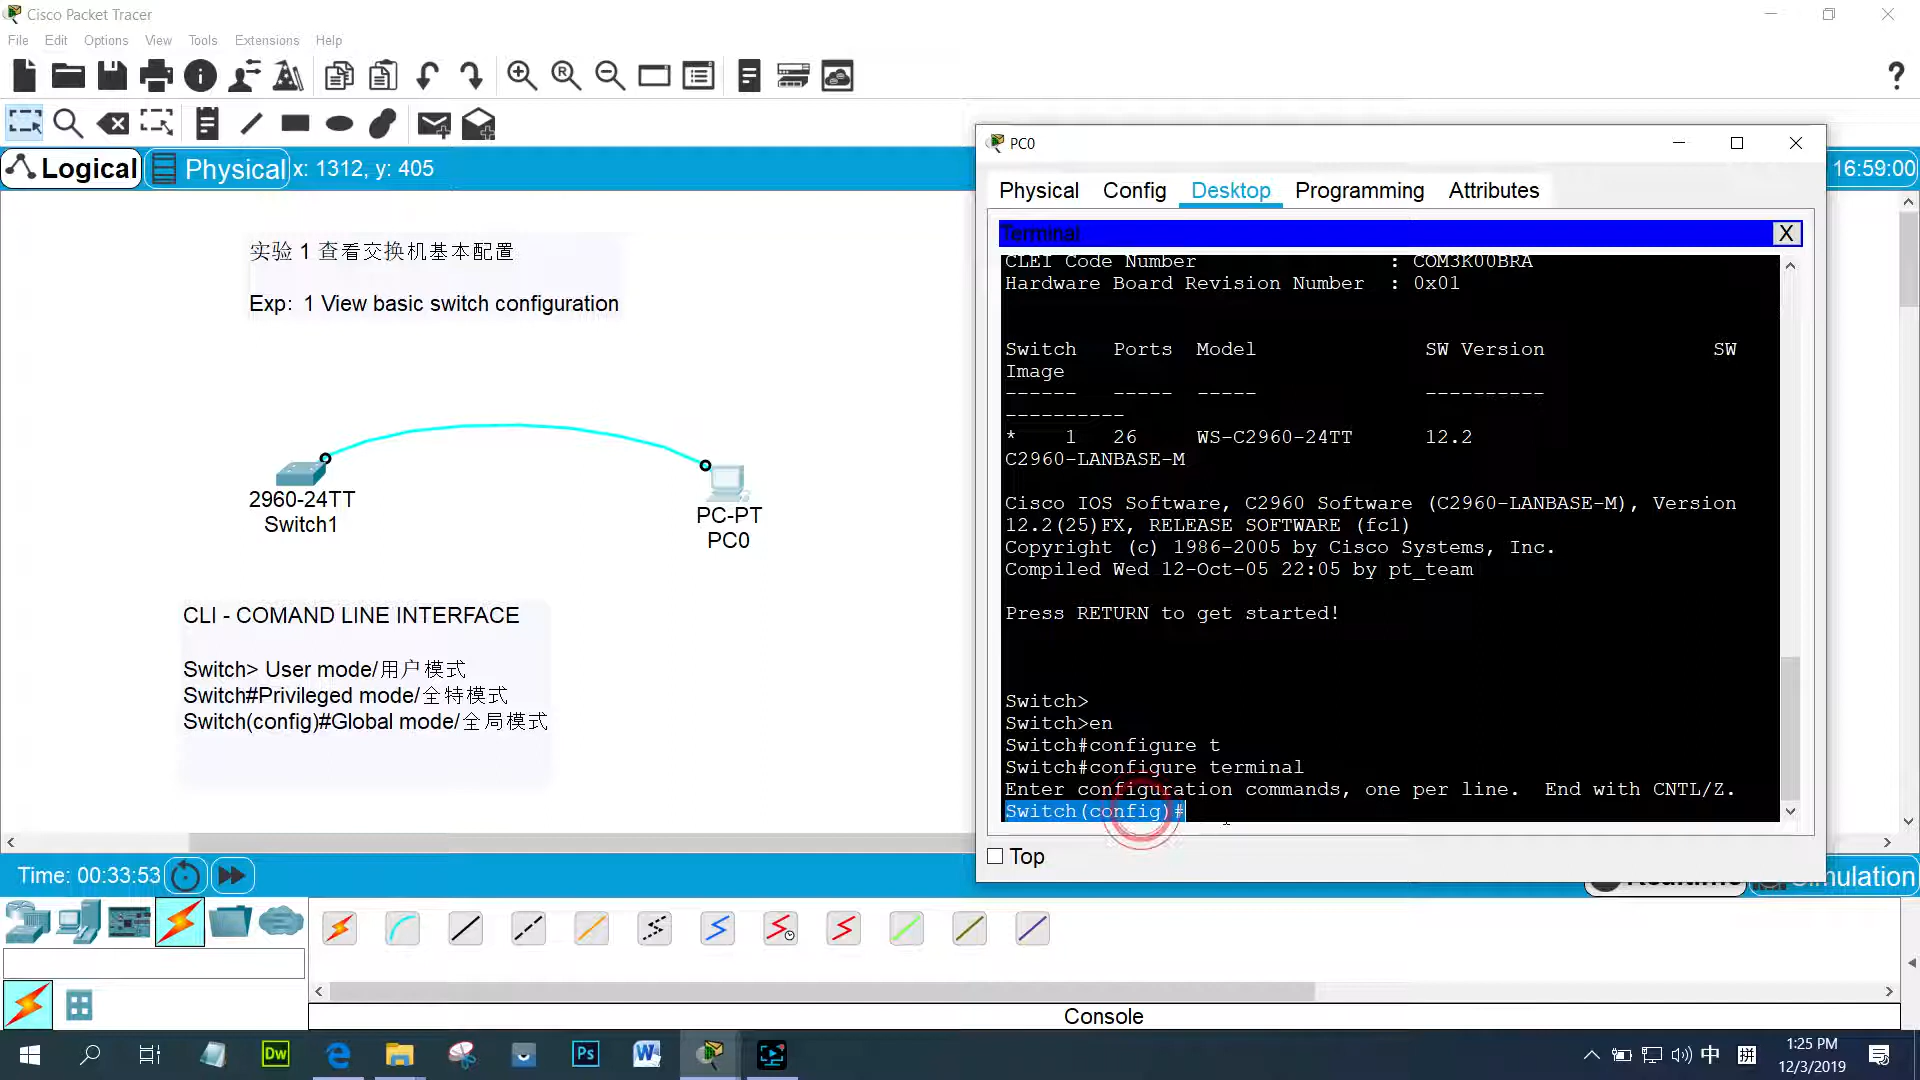 Cisco Packet Tracer
File Edit Options View Tools Extensions Help
Logical Physical x: 1312, y: 405
16:59:00
实验 1 查看交换机基本配置
Exp: 1 View basic switch configuration
2960-24TT
Switch1
PC-PT
PC0
CLI - COMAND LINE INTERFACE
Switch> User mode/用户模式
Switch#Privileged mode/全特模式
Switch(config)#Global mode/全局模式
PC0
Physical Config Desktop Programming Attributes
Terminal X
CLEI Code Number : COM3K00BRA
Hardware Board Revision Number : 0x01
Switch Ports Model SW Version SW
Image
------ ----- ----- ----------
----------
* 1 26 WS-C2960-24TT 12.2
C2960-LANBASE-M
Cisco IOS Software, C2960 Software (C2960-LANBASE-M), Version
12.2(25)FX, RELEASE SOFTWARE (fc1)
Copyright (c) 1986-2005 by Cisco Systems, Inc.
Compiled Wed 12-Oct-05 22:05 by pt_team
Press RETURN to get started!
Switch>
Switch>en
Switch#configure t
Switch#configure terminal
Enter configuration commands, one per line. End with CNTL/Z.
Switch(config)#
Top
Time: 00:33:53
Realtime Simulation
Console
Dw
Ps
W
中 拼
1:25 PM
12/3/2019